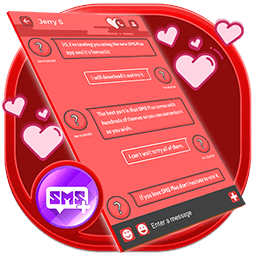 Jerry S
Hi, I'm texting you using the new SMS Plus
app and it's fantastic!
I will download it and try it.
The best part is that SMS Plus comes with
hundreds of themes so you can customize it
as you wish.
I can't wait to try all of them.
If you love SMS Plus don't hesitate to rate it.
Enter a message
SMS